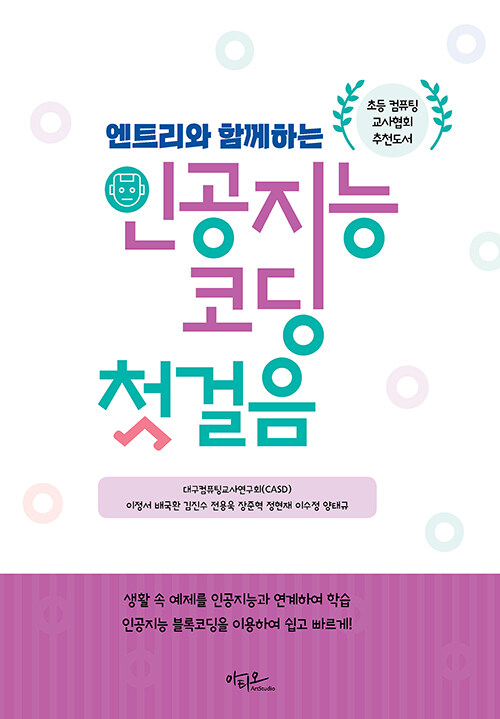 초등 컴퓨팅
교사협회
추천도서
엔트리와 함께하는
인공지능
코딩
첫걸음
대구컴퓨팅교사연구회(CASD)
이정서 배국환 김진수 전용욱 장준혁 정현재 이수정 양태규
생활 속 예제를 인공지능과 연계하여 학습
인공지능 블록코딩을 이용하여 쉽고 빠르게!
아티오
ArtStudio